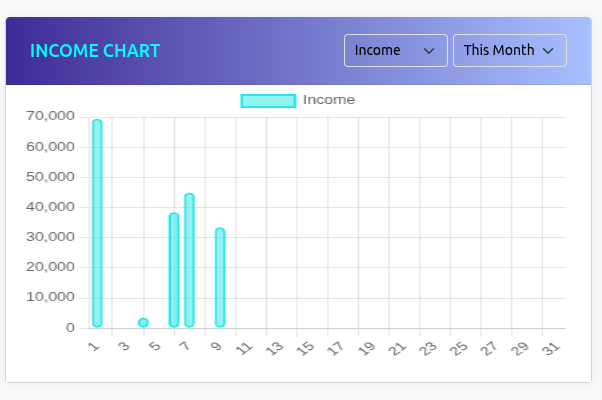 INCOME CHART
Income
This Month
Income
70,000
60,000
50,000
40,000
30,000
20,000
10,000
0
1 3 5 7 9 11 13 15 17 19 21 23 25 27 29 31